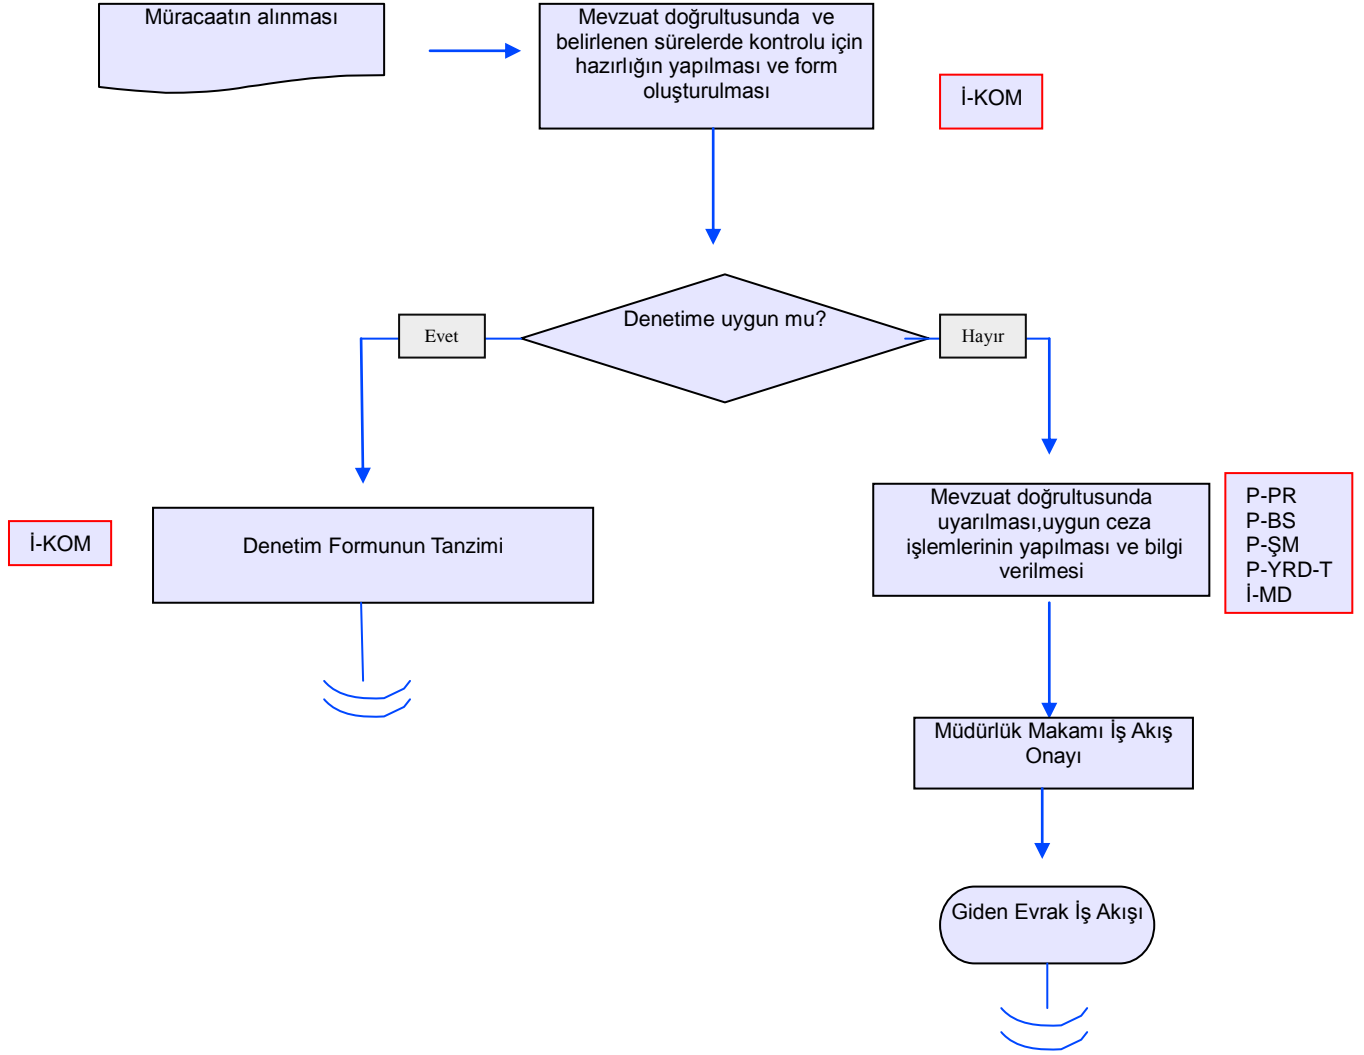 Müracaatın alınması
Mevzuat doğrultusunda ve
belirlenen sürelerde kontrolu için
hazırlığın yapılması ve form
oluşturulması
İ-KOM
Denetime uygun mu?
Evet
Hayır
İ-KOM
Denetim Formunun Tanzimi
Mevzuat doğrultusunda
uyarılması,uygun ceza
işlemlerinin yapılması ve bilgi
verilmesi
P-PR
P-BS
P-ŞM
P-YRD-T
İ-MD
Müdürlük Makamı İş Akış
Onayı
Giden Evrak İş Akışı